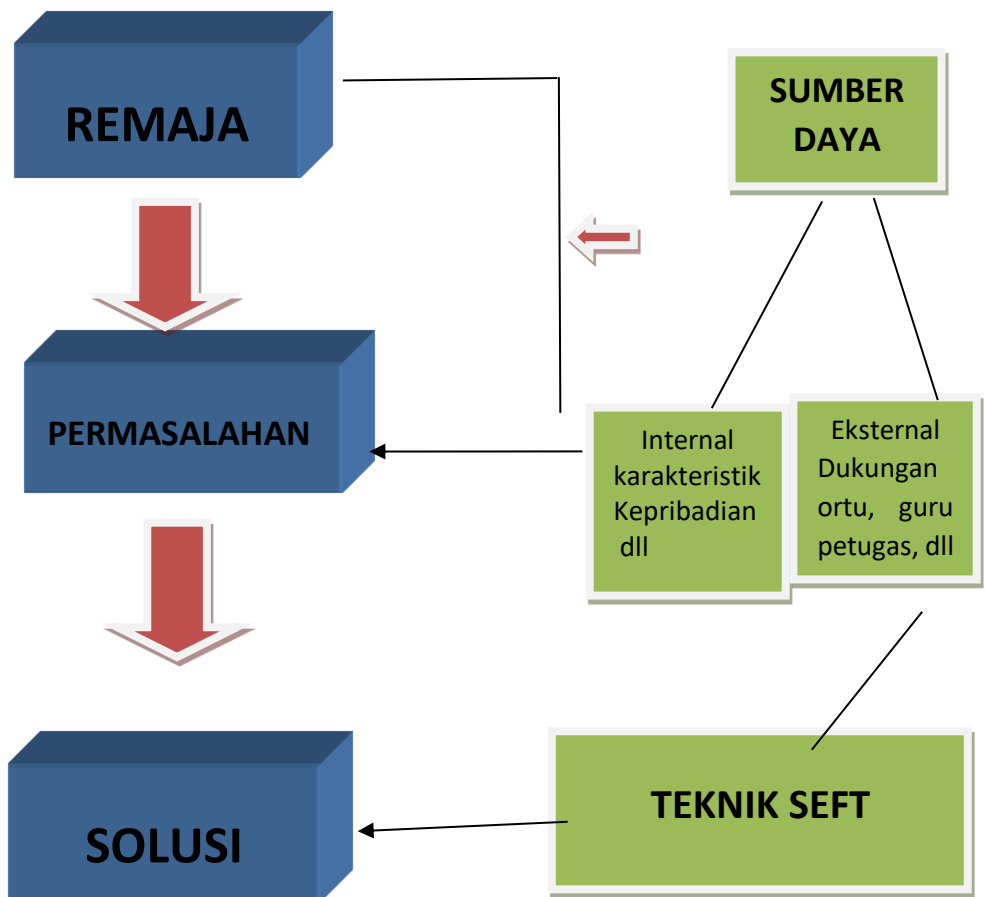 REMAJA
SUMBER
DAYA
PERMASALAHAN
Internal
karakteristik
Kepribadian
dll
Eksternal
Dukungan
ortu, guru
petugas, dll
SOLUSI
TEKNIK SEFT